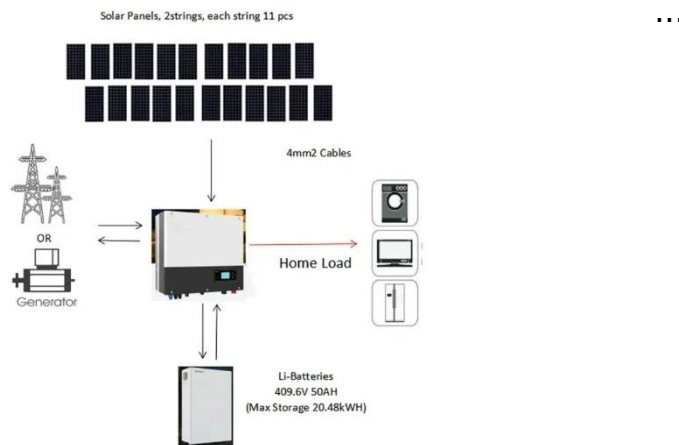 Solar Panels, 2strings, each string 11 pcs
...
4mm2 Cables
OR
Home Load
Generator
Li-Batteries
409.6V 50AH
(Max Storage 20.48kWH)